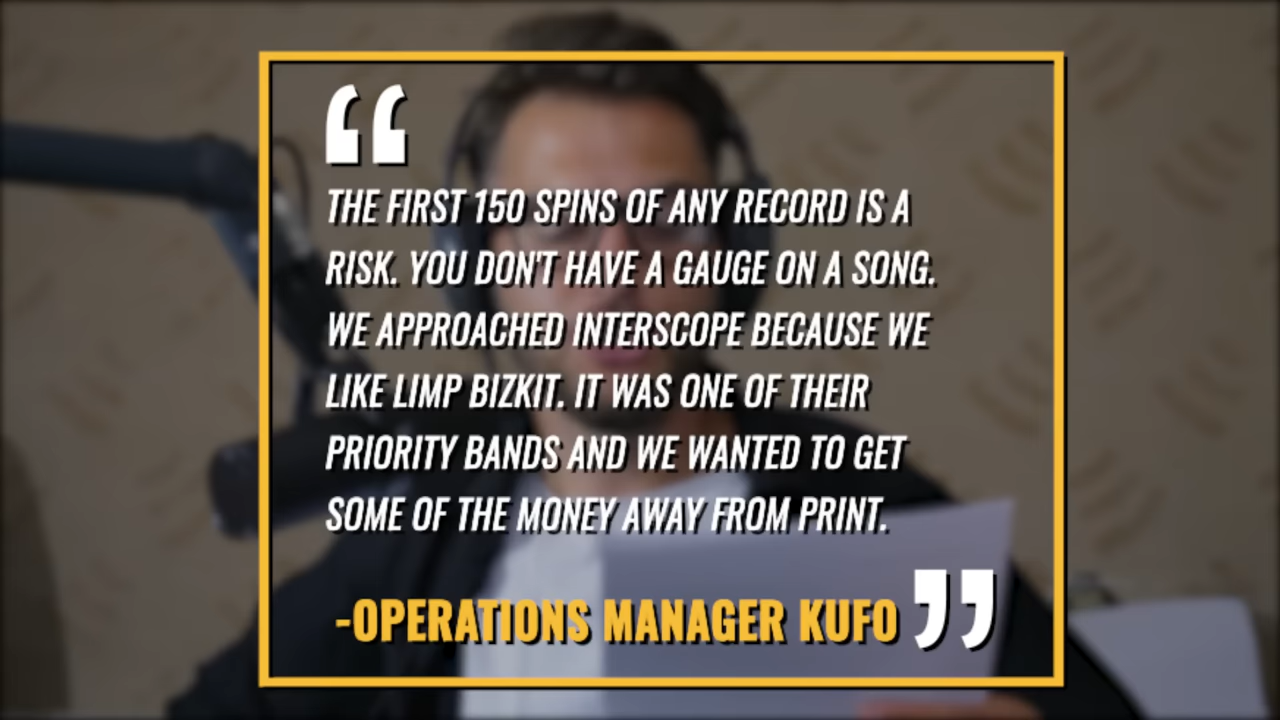 “
THE FIRST 150 SPINS OF ANY RECORD IS A
RISK. YOU DON'T HAVE A GAUGE ON A SONG.
WE APPROACHED INTERSCOPE BECAUSE WE
LIKE LIMP BIZKIT. IT WAS ONE OF THEIR
PRIORITY BANDS AND WE WANTED TO GET
SOME OF THE MONEY AWAY FROM PRINT.
-OPERATIONS MANAGER KUFO ”